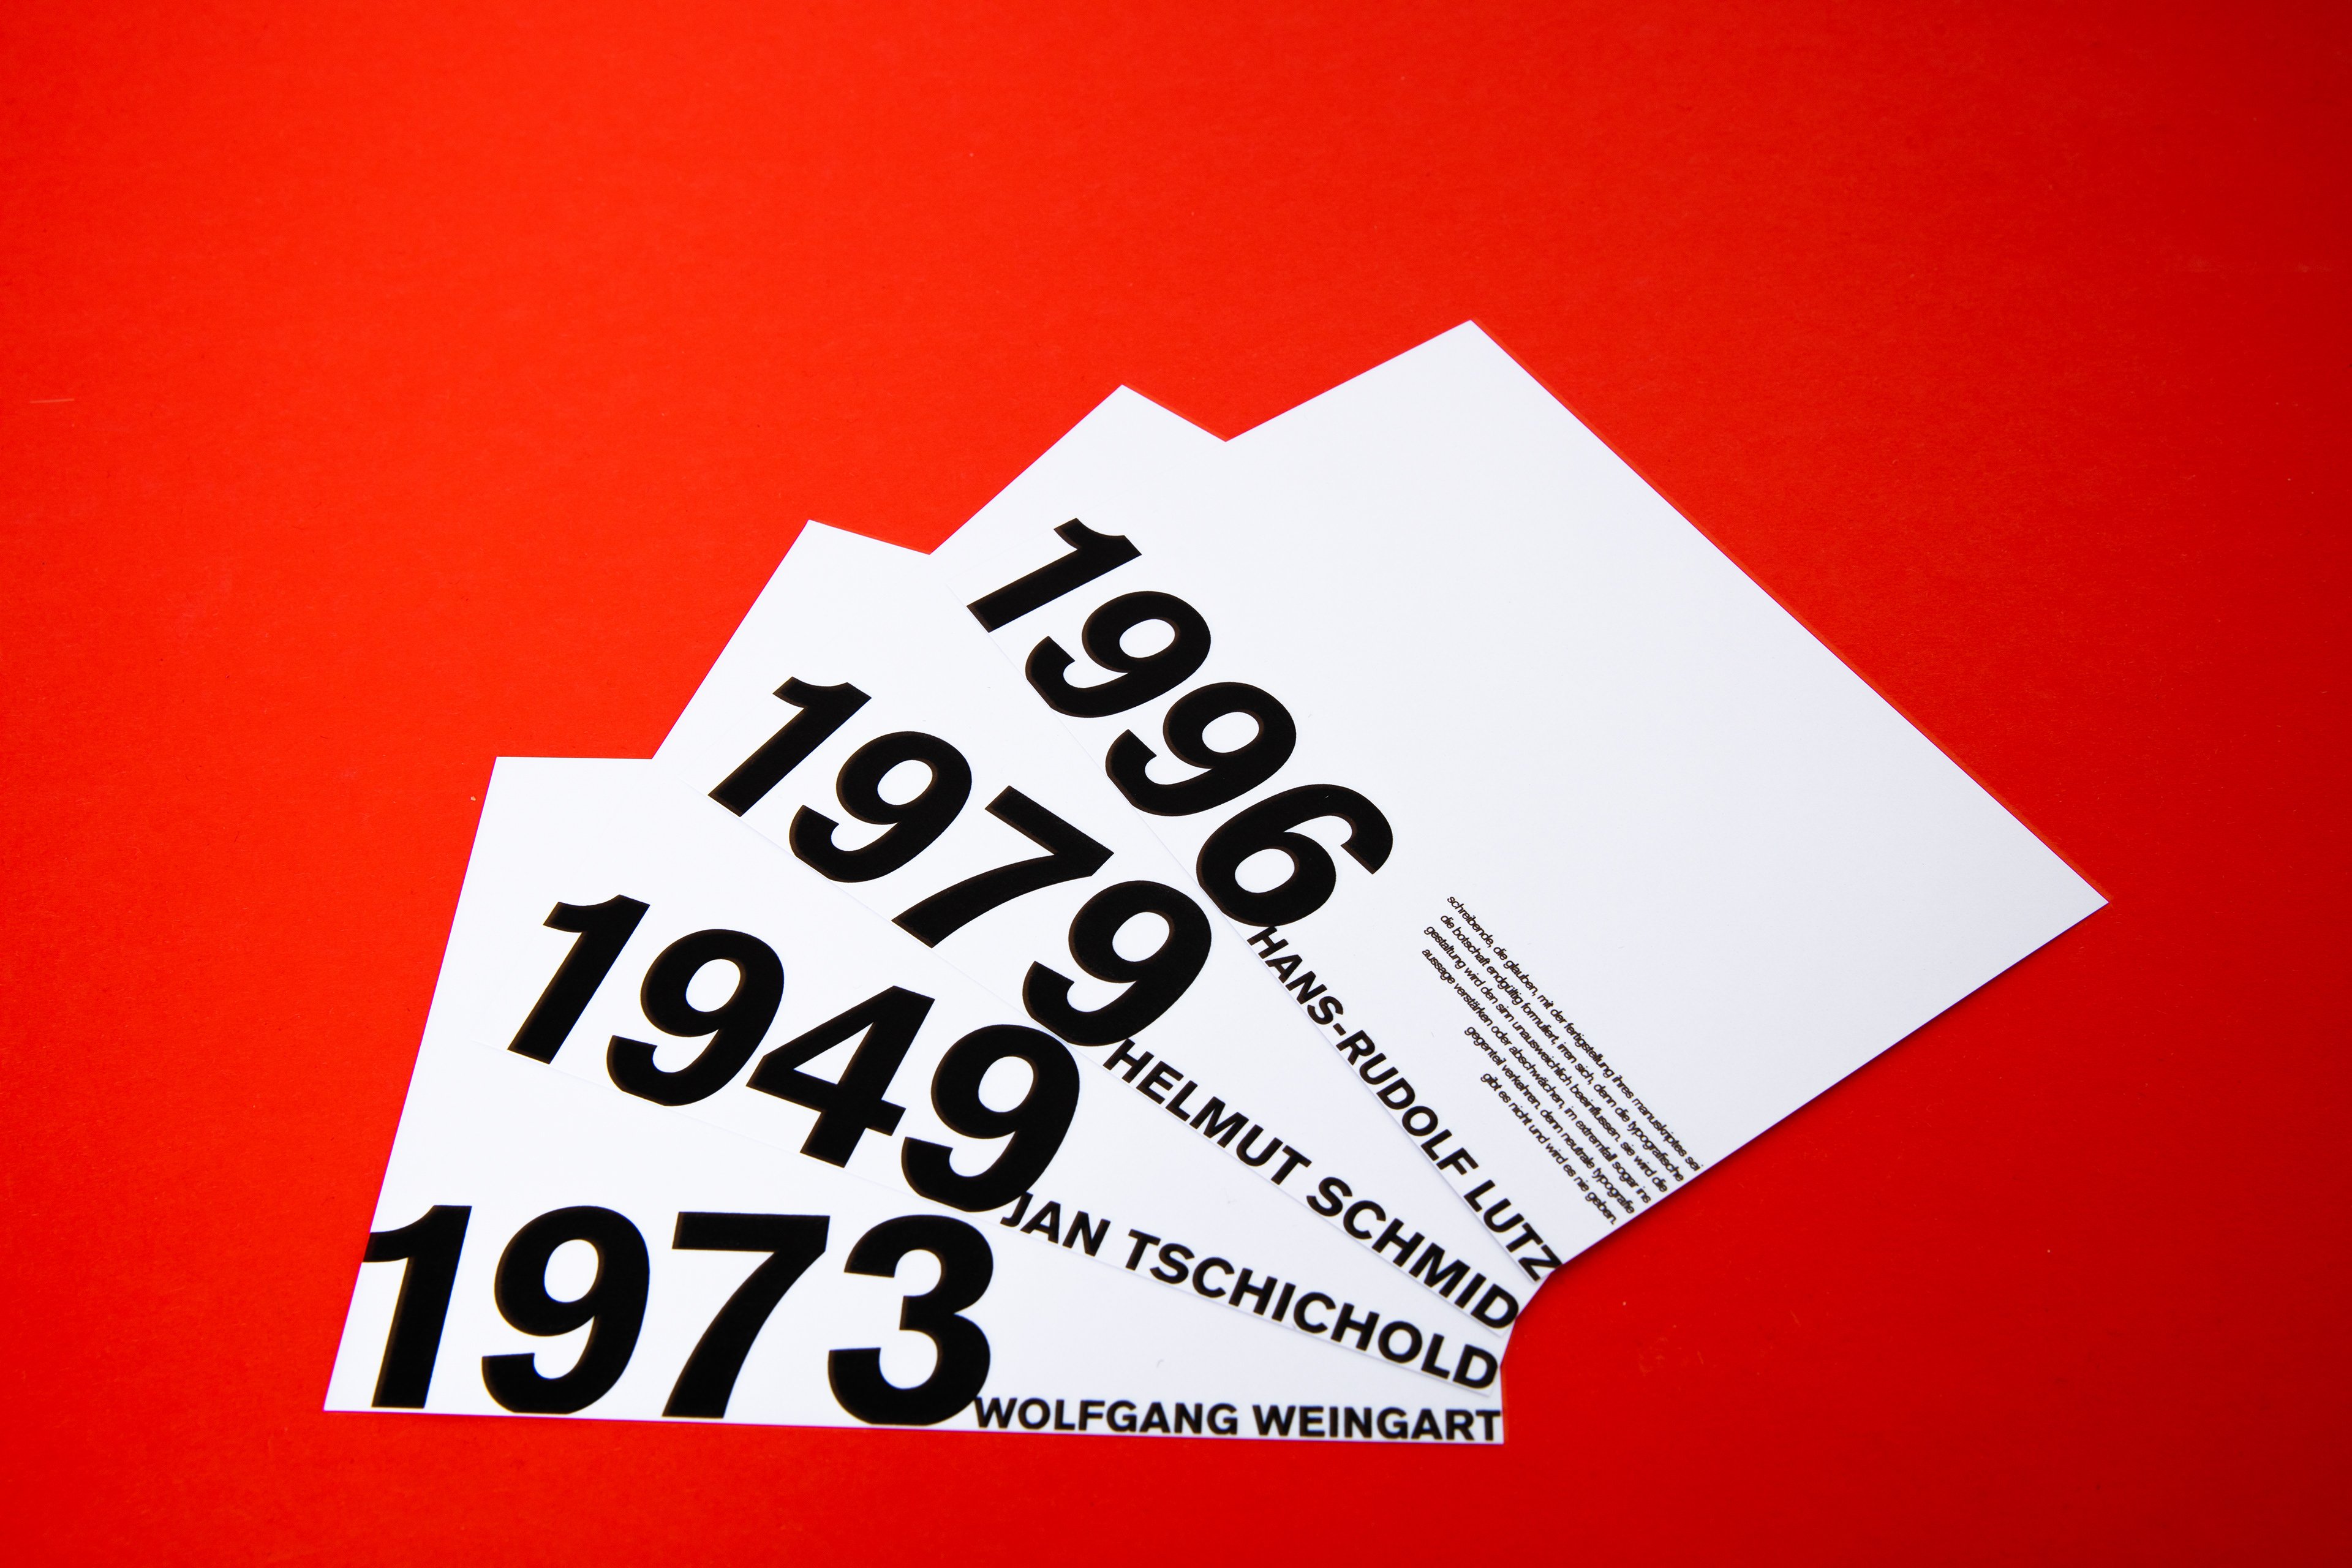 1996
HANS-RUDOLF LUTZ
schreibende, die glauben, mit der fertigstellung ihres manuskriptes sei
die botschaft endgültig formuliert, irren sich, denn die typografische
gestaltung wird den sinn unausweichlich beeinflussen. sie wird die
aussage verstärken oder abschwächen, im extremfall sogar ins
gegenteil verkehren. denn neutrale typografie
gibt es nicht und wird es nie geben.
1979
HELMUT SCHMID
1949
JAN TSCHICHOLD
1973
WOLFGANG WEINGART